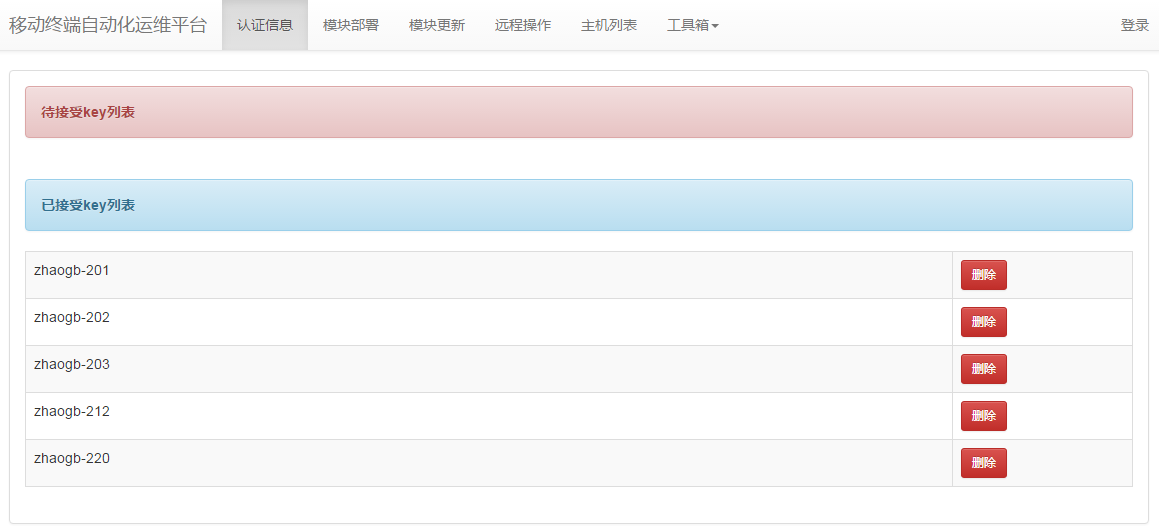 移动终端自动化运维平台 认证信息 模块部署 模块更新 远程操作 主机列表 工具箱 登录
待接受key列表
已接受key列表
zhaogb-201 删除
zhaogb-202 删除
zhaogb-203 删除
zhaogb-212 删除
zhaogb-220 删除